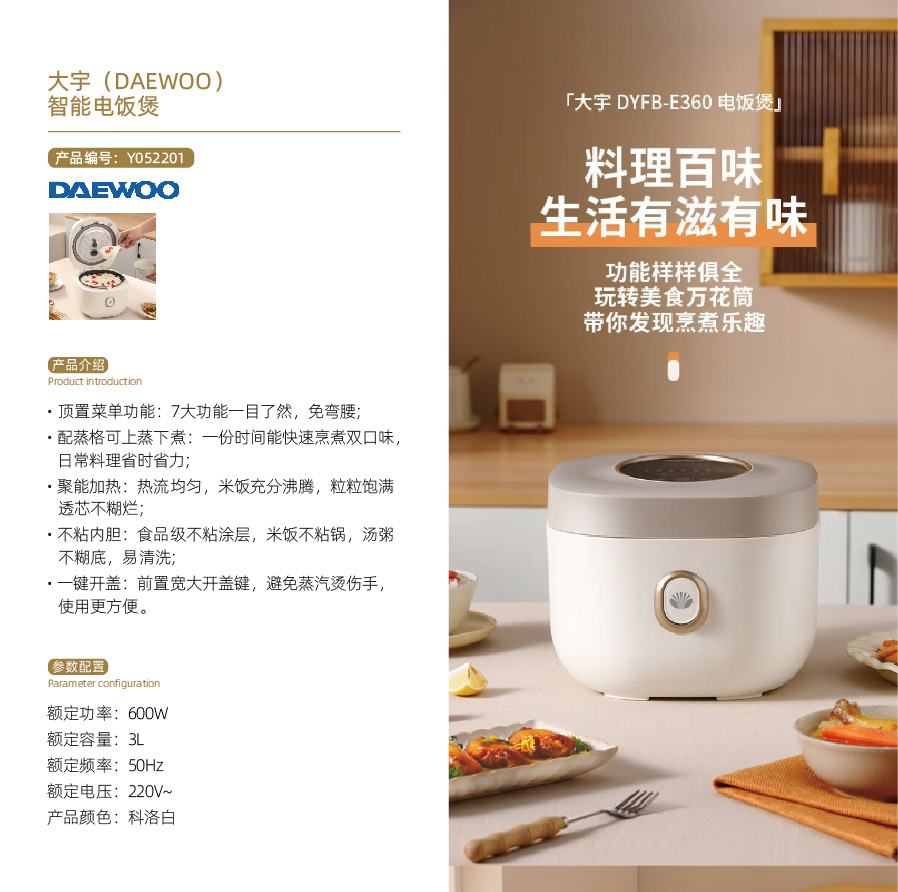 大宇（DAEWOO）
智能电饭煲
产品编号：Y052201
DAEWOO
产品介绍
Product introduction
• 顶置菜单功能：7大功能一目了然，免弯腰；
• 配蒸格可上蒸下煮：一份时间能快速烹煮双口味，
日常料理省时省力；
• 聚能加热：热流均匀，米饭充分沸腾，粒粒饱满
透芯不糊烂；
• 不粘内胆：食品级不粘涂层，米饭不粘锅，汤粥
不糊底，易清洗；
• 一键开盖：前置宽大开盖键，避免蒸汽烫伤手，
使用更方便。
参数配置
Parameter configuration
额定功率：600W
额定容量：3L
额定频率：50Hz
额定电压：220V~
产品颜色：科洛白
「大宇 DYFB-E360 电饭煲」
料理百味
生活有滋有味
功能样样俱全
玩转美食万花筒
带你发现烹煮乐趣